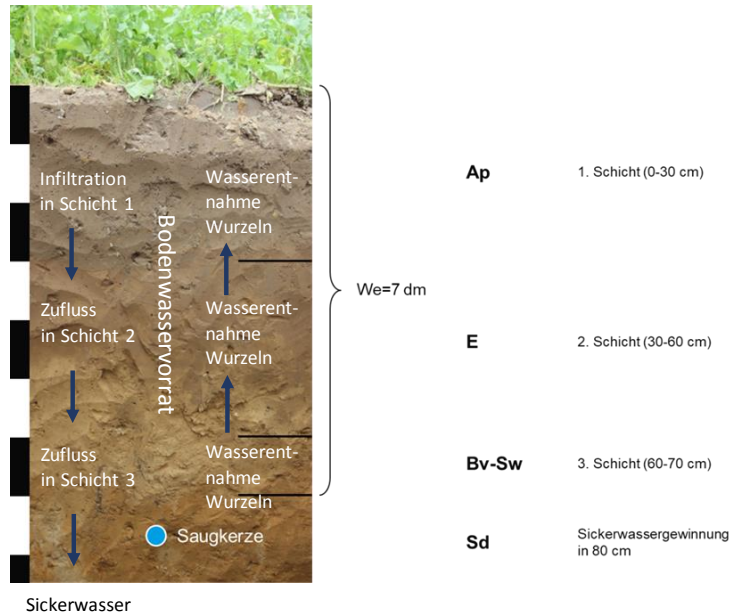 Infiltration
in Schicht 1
Wasserent-
nahme
Wurzeln
Bodenwasservorrat
Zufluss
in Schicht 2
Wasserent-
nahme
Wurzeln
Zufluss
in Schicht 3
Wasserent-
nahme
Wurzeln
Saugkerze
Sickerwasser
We=7 dm
Ap
1. Schicht (0-30 cm)
E
2. Schicht (30-60 cm)
Bv-Sw
3. Schicht (60-70 cm)
Sd
Sickerwassergewinnung
in 80 cm